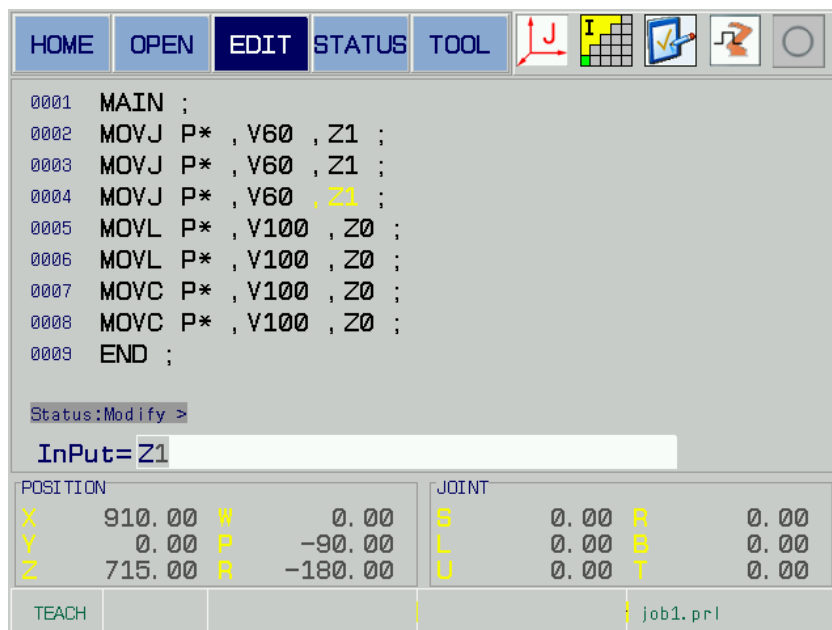 HOME OPEN EDIT STATUS TOOL J I
0001 MAIN ;
0002 MOVJ P* ,V60 ,Z1 ;
0003 MOVJ P* ,V60 ,Z1 ;
0004 MOVJ P* ,V60 ,Z1 ;
0005 MOVL P* ,V100 ,Z0 ;
0006 MOVL P* ,V100 ,Z0 ;
0007 MOVC P* ,V100 ,Z0 ;
0008 MOVC P* ,V100 ,Z0 ;
0009 END ;
Status:Modify >
InPut=Z1
POSITION JOINT
X 910.00 W 0.00 S 0.00 R 0.00
Y 0.00 P -90.00 L 0.00 B 0.00
Z 715.00 R -180.00 U 0.00 T 0.00
TEACH job1.prl